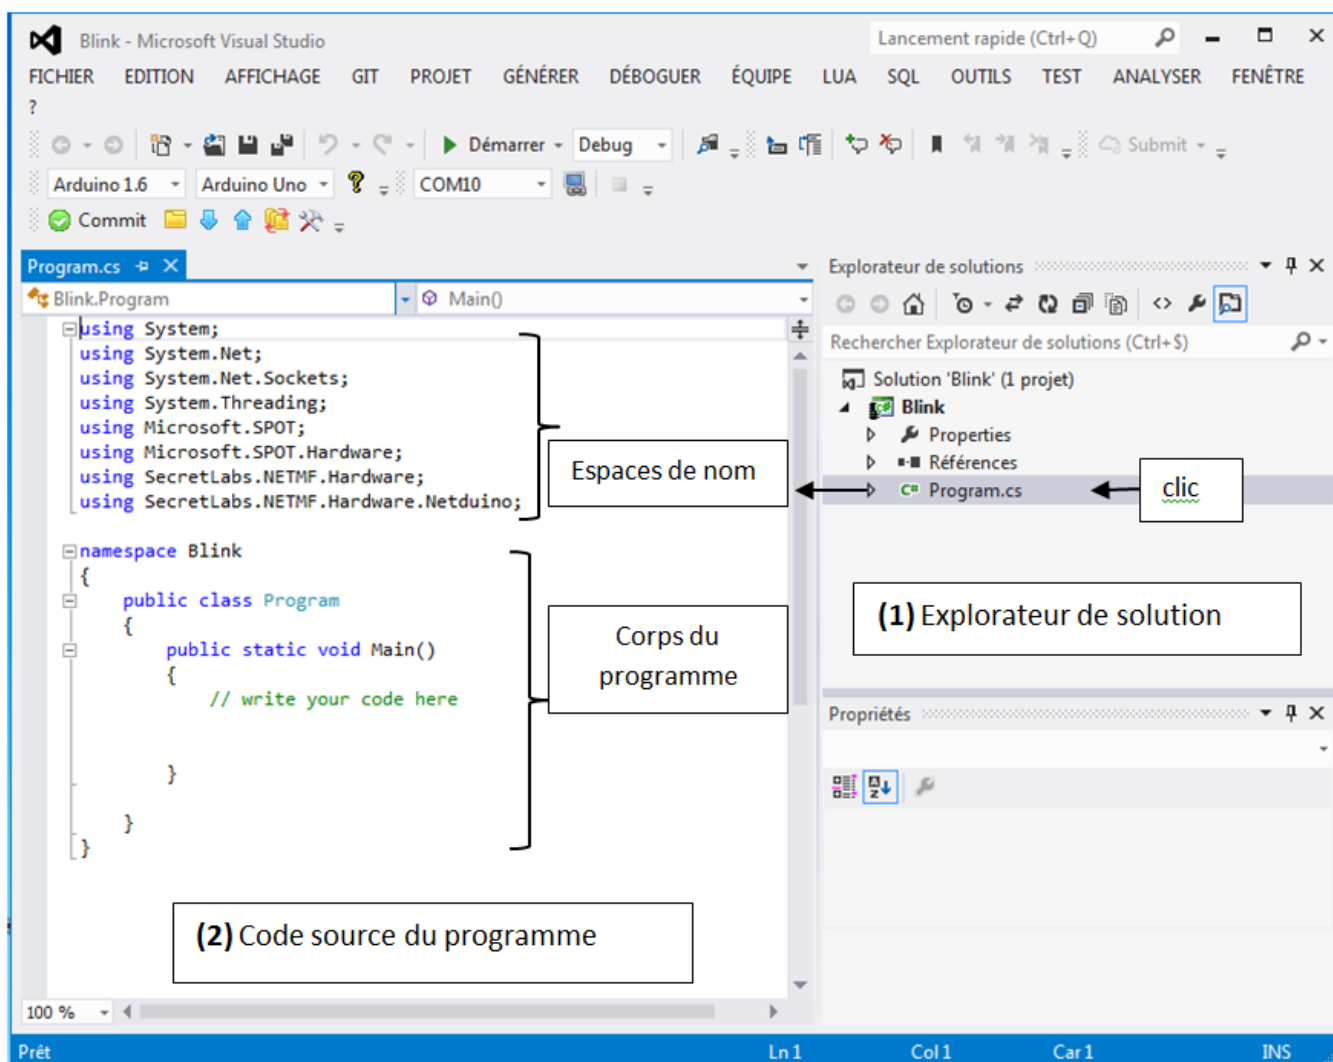 Blink - Microsoft Visual Studio
Lancement rapide (Ctrl+Q)
FICHIER EDITION AFFICHAGE GIT PROJET GÉNÉRER DÉBOGUER ÉQUIPE LUA SQL OUTILS TEST ANALYSER FENÊTRE
?
Démarrer Debug Submit
Arduino 1.6 Arduino Uno COM10
Commit
Program.cs
Blink.Program Main()
using System;
using System.Net;
using System.Net.Sockets;
using System.Threading;
using Microsoft.SPOT;
using Microsoft.SPOT.Hardware;
using SecretLabs.NETMF.Hardware;
using SecretLabs.NETMF.Hardware.Netduino;
Espaces de nom
namespace Blink
{
public class Program
{
public static void Main()
{
// write your code here
}
}
}
Corps du
programme
(2) Code source du programme
100 %
Explorateur de solutions
Rechercher Explorateur de solutions (Ctrl+$)
Solution 'Blink' (1 projet)
Blink
Properties
Références
Program.cs
clic
(1) Explorateur de solution
Propriétés
Prêt Ln 1 Col 1 Car 1 INS